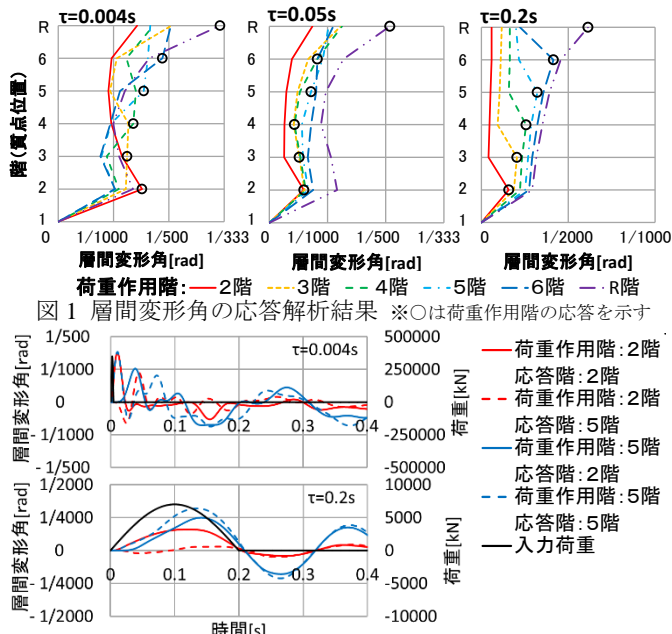 τ=0.004s
τ=0.05s
τ=0.2s
階(質点位置)
R
6
5
4
3
2
1
0 1/1000 1/500 1/333
0 1/1000 1/500 1/333
0 1/2000 1/1000
層間変形角[rad]
層間変形角[rad]
層間変形角[rad]
荷重作用階: 2階 3階 4階 5階 6階 R階
図1 層間変形角の応答解析結果 ※○は荷重作用階の応答を示す
層間変形角[rad]
1/500
1/1000
0
- 1/1000
- 1/500
τ=0.004s
0 0.1 0.2 0.3 0.4
500000
250000
0
-250000
-500000
荷重[kN]
層間変形角[rad]
1/2000
1/4000
0
- 1/4000
- 1/2000
τ=0.2s
0 0.1 0.2 0.3 0.4
10000
5000
0
-5000
-10000
荷重[kN]
時間[s]
荷重作用階:2階
応答階:2階
荷重作用階:2階
応答階:5階
荷重作用階:5階
応答階:2階
荷重作用階:5階
応答階:5階
入力荷重